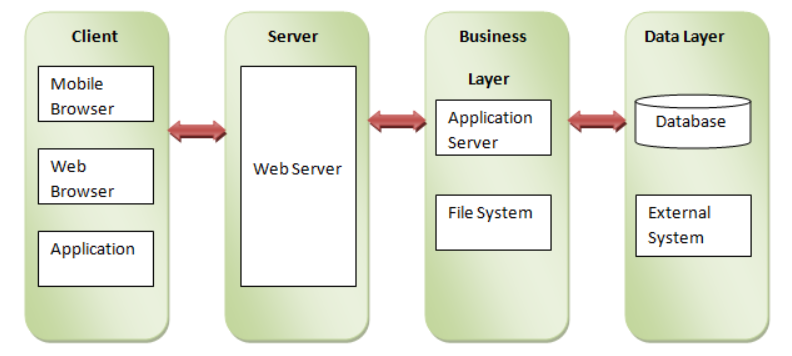 Client
Mobile
Browser
Web
Browser
Application
Server
Web Server
Business
Layer
Application
Server
File System
Data Layer
Database
External
System